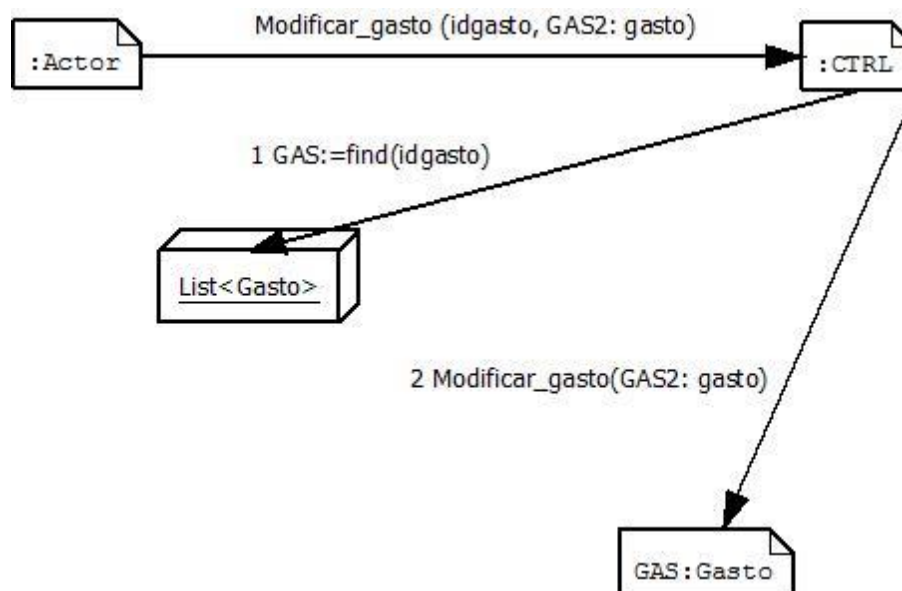 Modificar_gasto (idgasto, GAS2: gasto)
:Actor
:CTRL
1 GAS:=find(idgasto)
List<Gasto>
2 Modificar_gasto(GAS2: gasto)
GAS:Gasto